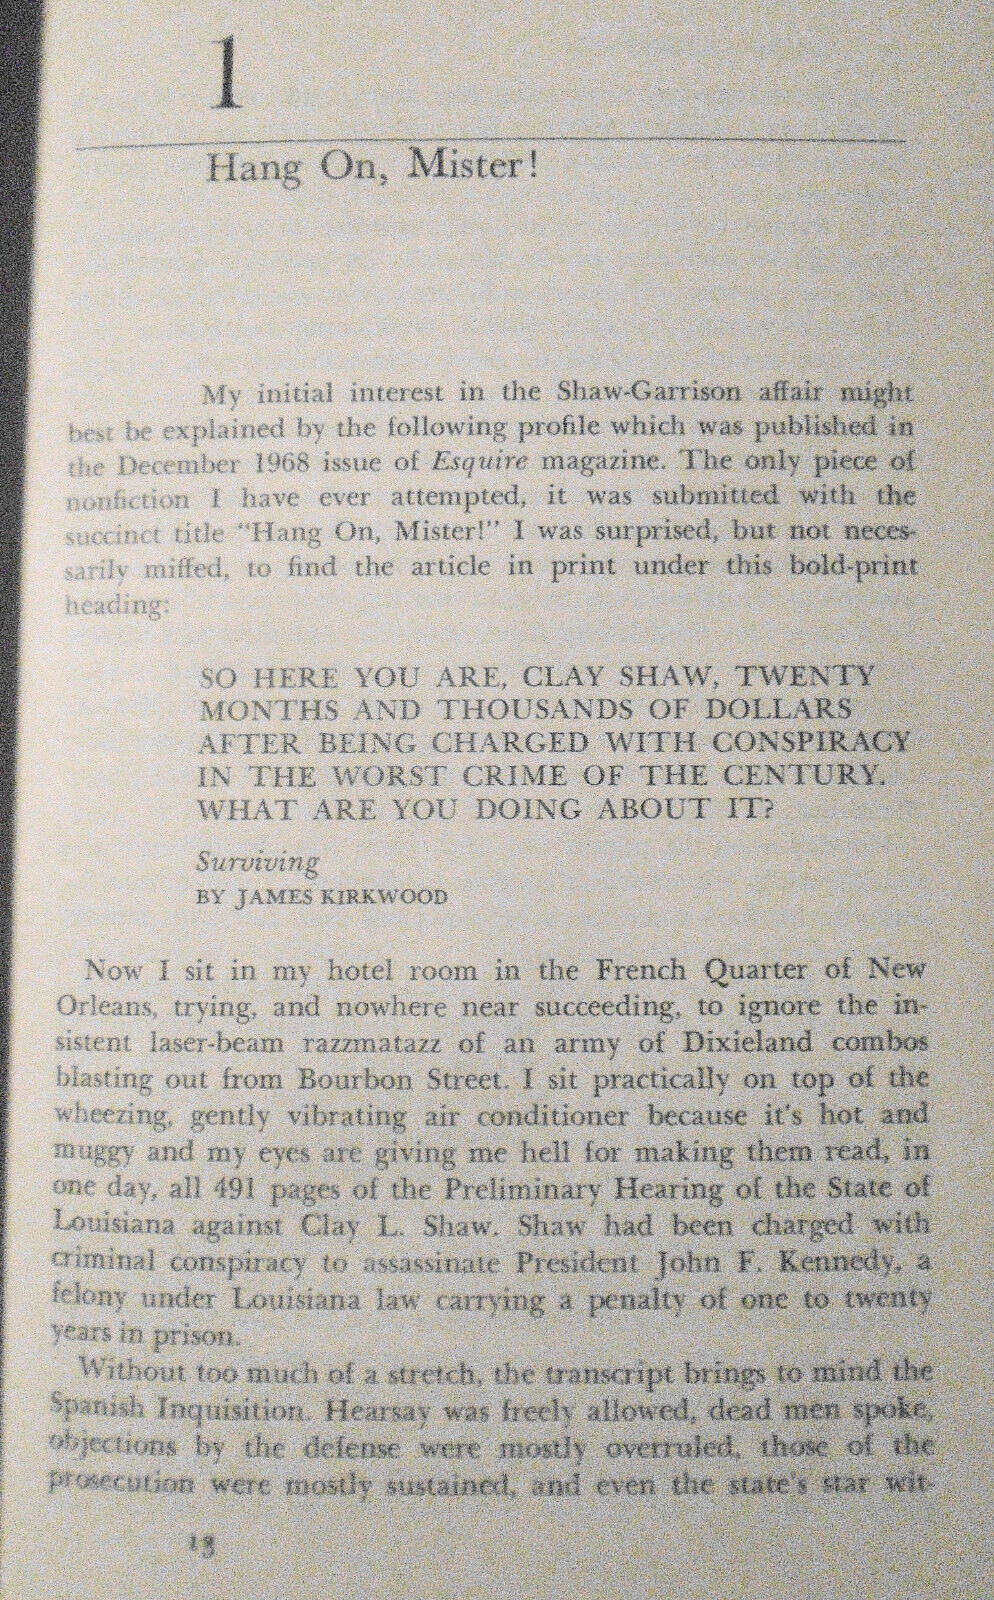 1
Hang On, Mister!
My initial interest in the Shaw-Garrison affair might
best be explained by the following profile which was published in
the December 1968 issue of Esquire magazine. The only piece of
nonfiction I have ever attempted, it was submitted with the
succinct title "Hang On, Mister!" I was surprised, but not neces-
sarily miffed, to find the article in print under this bold-print
heading:
SO HERE YOU ARE, CLAY SHAW, TWENTY
MONTHS AND THOUSANDS OF DOLLARS
AFTER BEING CHARGED WITH CONSPIRACY
IN THE WORST CRIME OF THE CENTURY.
WHAT ARE YOU DOING ABOUT IT?
Surviving
BY JAMES KIRKWOOD
Now I sit in my hotel room in the French Quarter of New
Orleans, trying, and nowhere near succeeding, to ignore the in-
sistent laser-beam razzmatazz of an army of Dixieland combos
blasting out from Bourbon Street. I sit practically on top of the
wheezing, gently vibrating air conditioner because it's hot and
muggy and my eyes are giving me hell for making them read, in
one day, all 491 pages of the Preliminary Hearing of the State of
Louisiana against Clay L. Shaw. Shaw had been charged with
criminal conspiracy to assassinate President John F. Kennedy, a
felony under Louisiana law carrying a penalty of one to twenty
years in prison.
Without too much of a stretch, the transcript brings to mind the
Spanish Inquisition. Hearsay was freely allowed, dead men spoke,
objections by the defense were mostly overruled, those of the
prosecution were mostly sustained, and even the state's star wit-
13